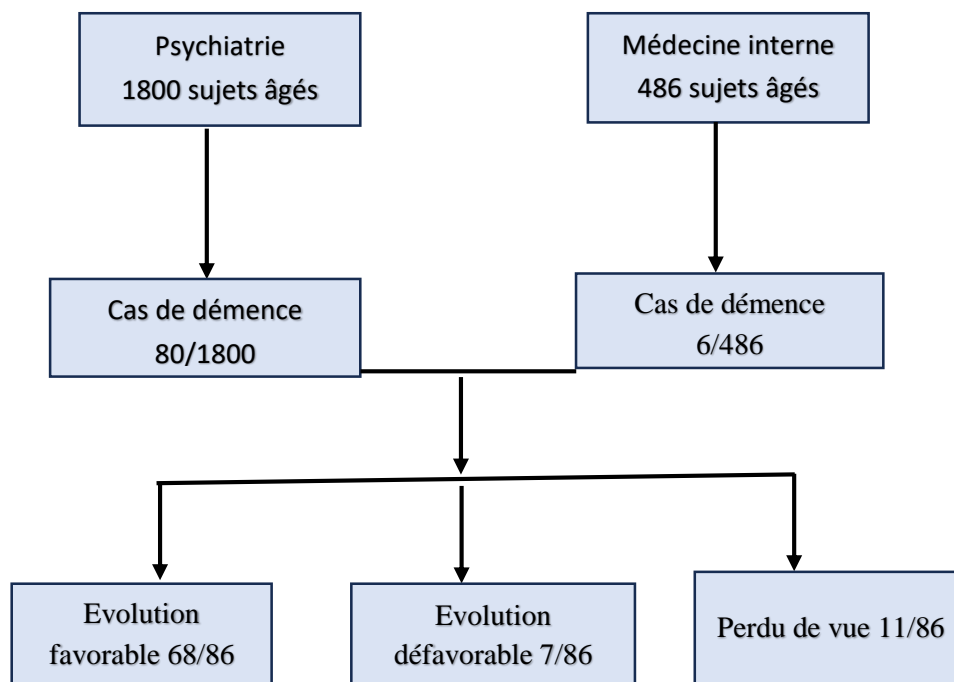 Psychiatrie
1800 sujets âgés
Médecine interne
486 sujets âgés
Cas de démence
80/1800
Cas de démence
6/486
Evolution
favorable 68/86
Evolution
défavorable 7/86
Perdu de vue 11/86